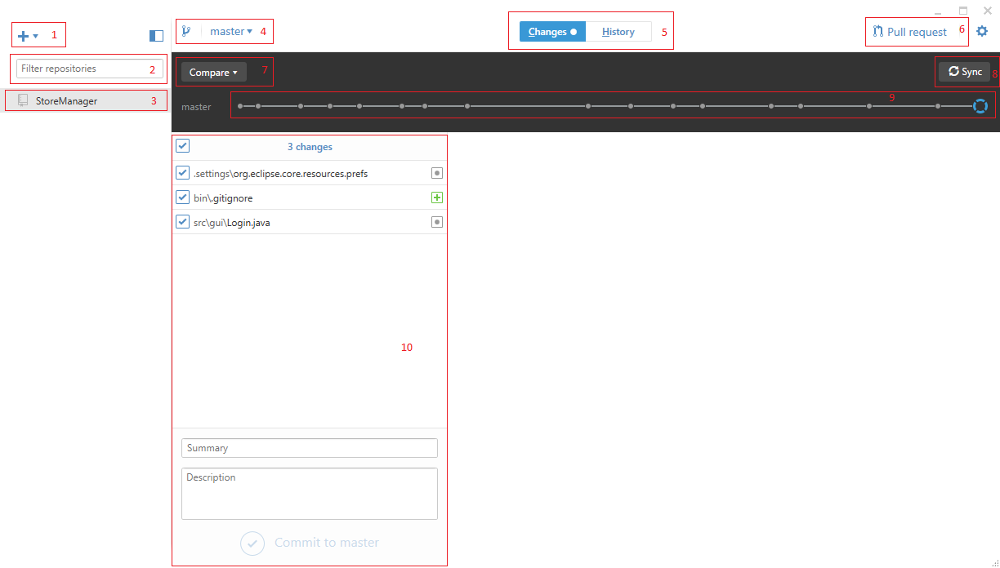 1
master 4
Changes History 5
Pull request 6
Filter repositories 2
Compare 7
Sync 8
StoreManager 3
master
9
3 changes
.settings\org.eclipse.core.resources.prefs
bin\.gitignore
src\gui\Login.java
10
Summary
Description
Commit to master